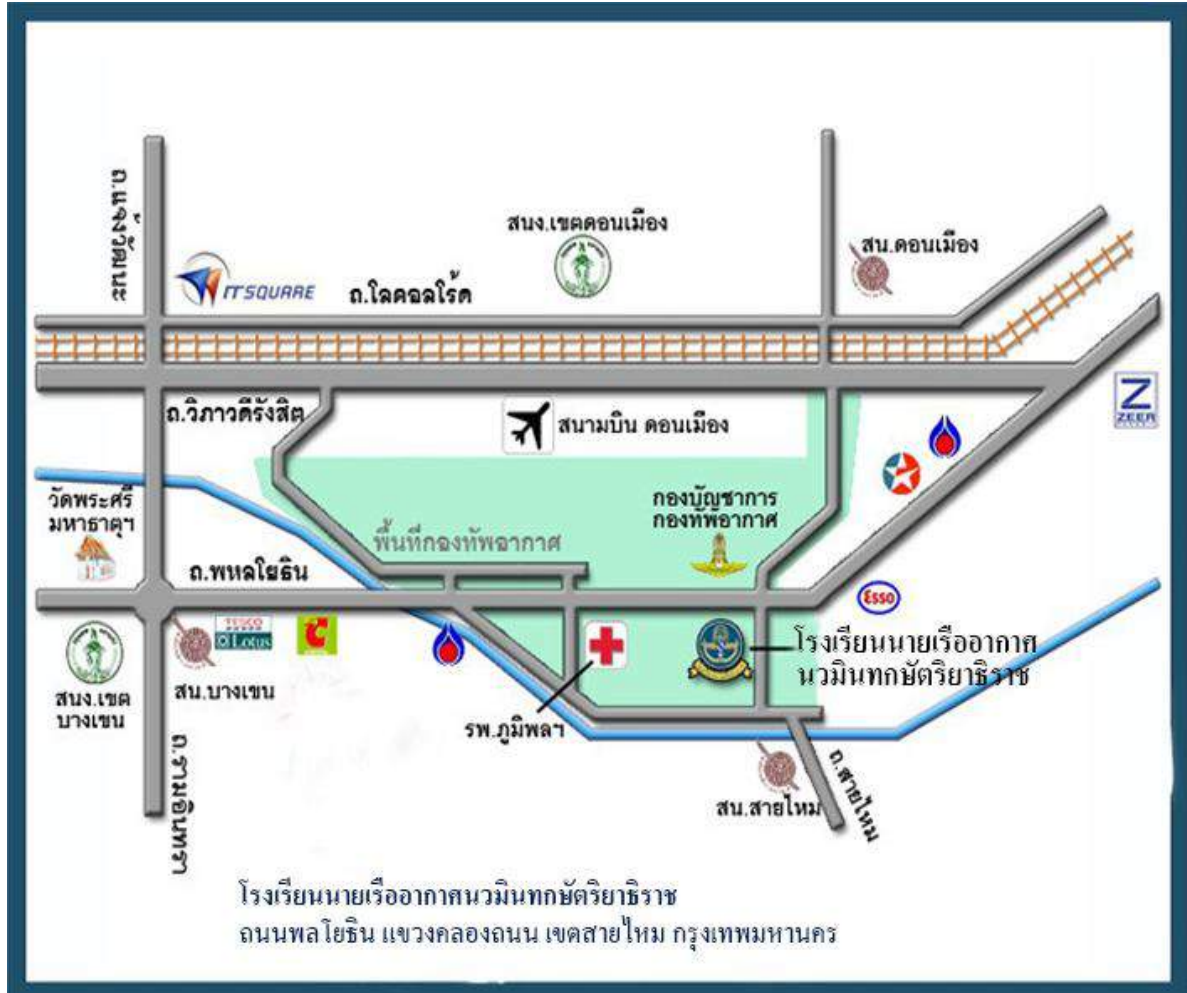 ถ.แจ้งวัฒนะ
ITSQUARE
ถ.โลคอลโร้ด
สนง.เขตดอนเมือง
สน.ดอนเมือง
ถ.วิภาวดีรังสิต
สนามบิน ดอนเมือง
Z
ZEER
วัดพระศรี
มหาธาตุฯ
พื้นที่กองทัพอากาศ
กองบัญชาการ
กองทัพอากาศ
ถ.พหลโยธิน
Esso
TESCO
Lotus
C
สนง.เขต
บางเขน
สน.บางเขน
รพ.ภูมิพลฯ
โรงเรียนนายเรืออากาศ
นวมินทกษัตริยาธิราช
ถ.รามอินทรา
สน.สายไหม
ถ.สายไหม
โรงเรียนนายเรืออากาศนวมินทกษัตริยาธิราช
ถนนพลโยธิน แขวงคลองถนน เขตสายไหม กรุงเทพมหานคร